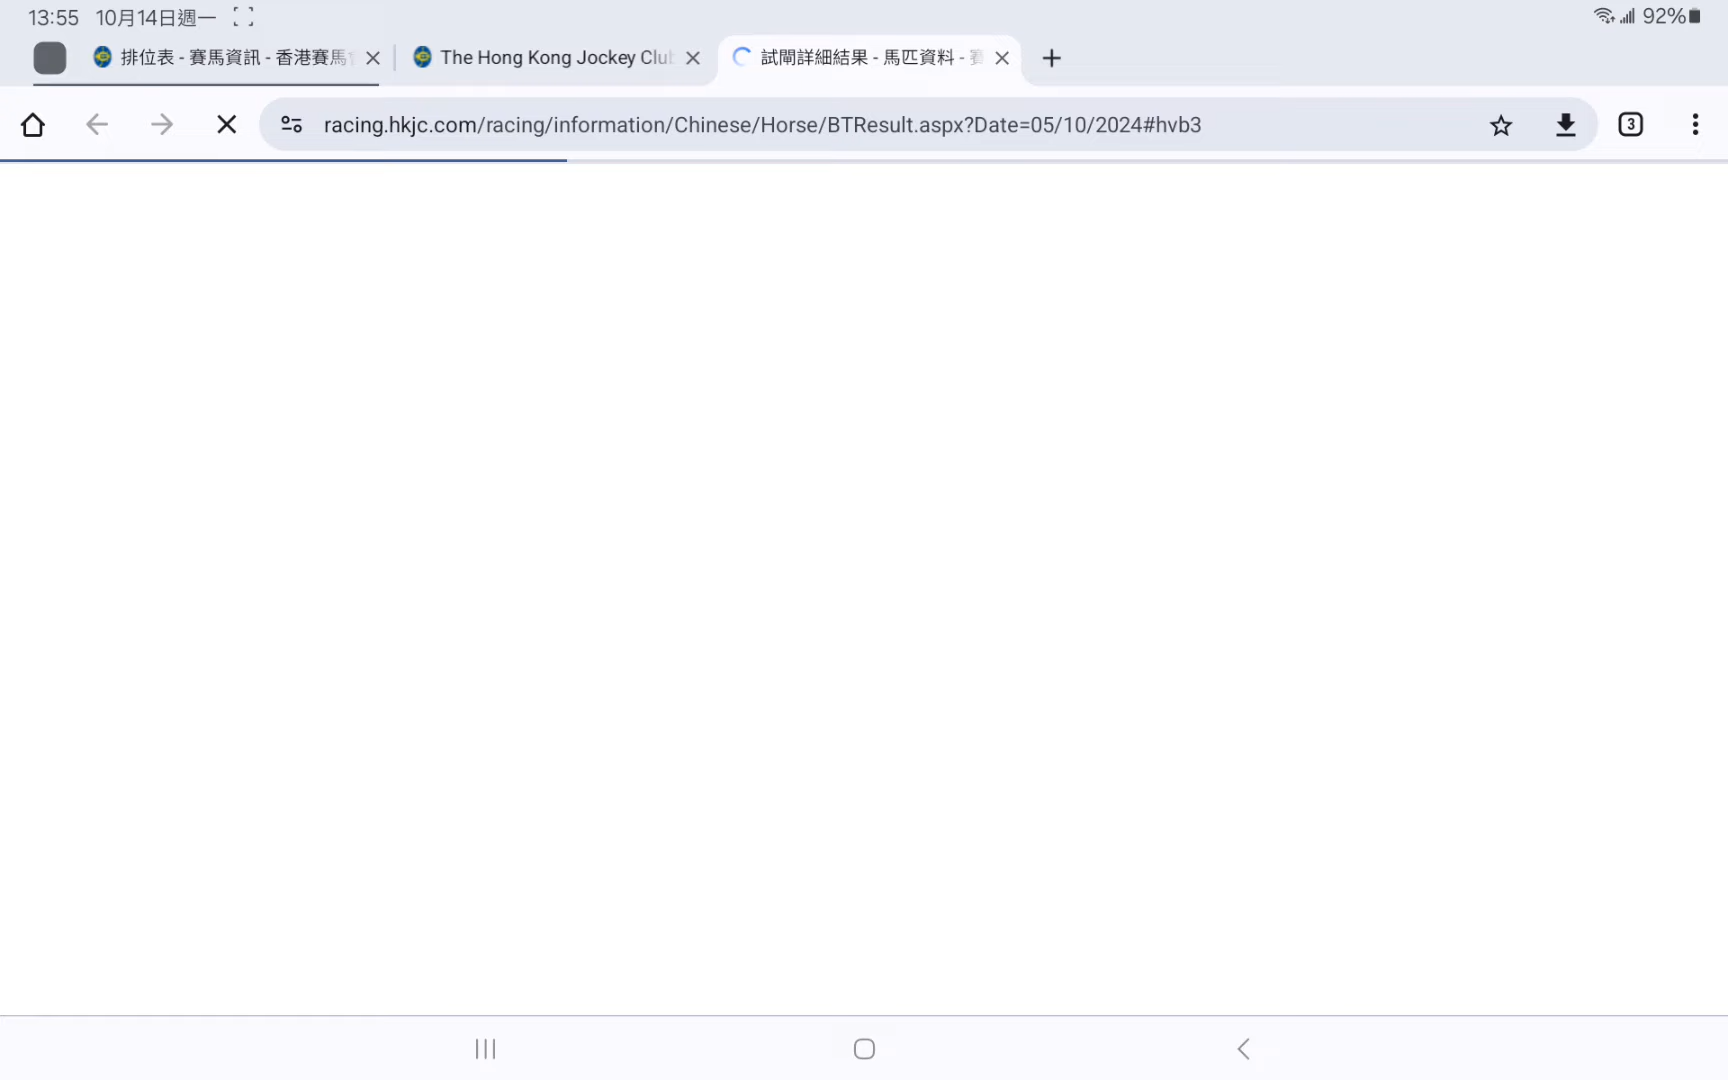 13:55 10月14日週一
92%
排位表 - 賽馬資訊 - 香港賽馬
The Hong Kong Jockey Clu
試閘詳細結果 - 馬匹資料 -
racing.hkjc.com/racing/information/Chinese/Horse/BTResult.aspx?Date=05/10/2024#hvb3
3